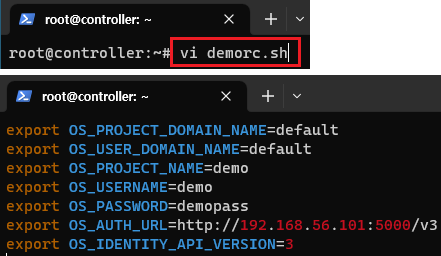 root@controller: ~
root@controller:~# vi demorc.sh
root@controller: ~
export OS_PROJECT_DOMAIN_NAME=default
export OS_USER_DOMAIN_NAME=default
export OS_PROJECT_NAME=demo
export OS_USERNAME=demo
export OS_PASSWORD=demopass
export OS_AUTH_URL=http://192.168.56.101:5000/v3
export OS_IDENTITY_API_VERSION=3